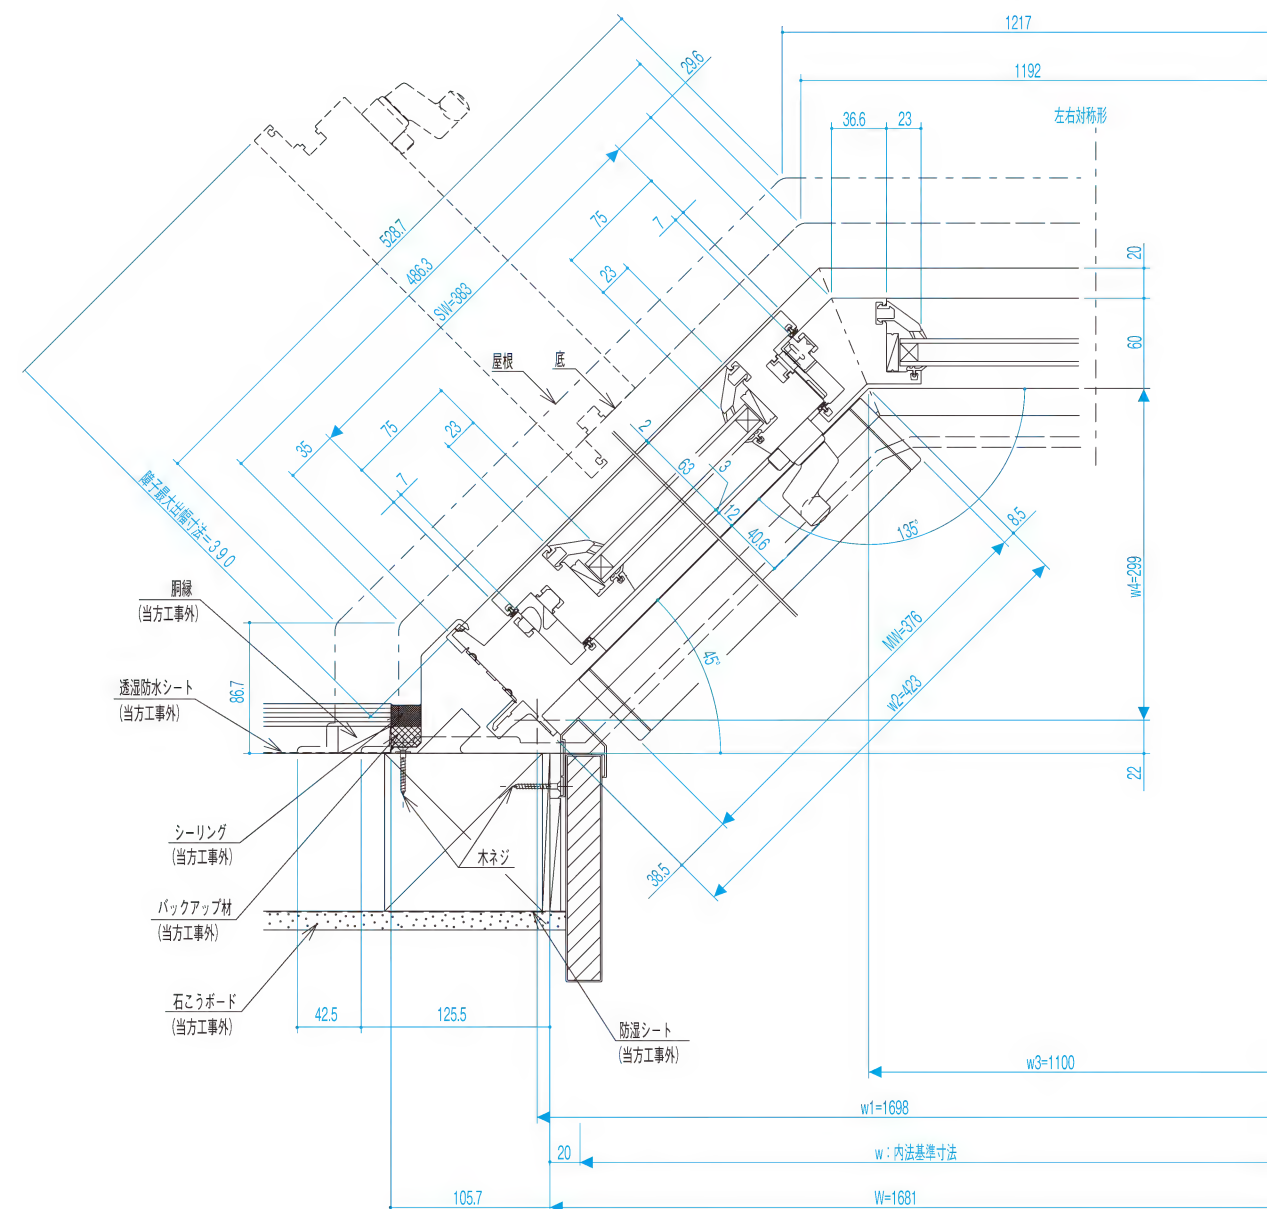 1217
29.6
1192
左右対称形
36.6
23
75
7
528.7
20
486.3
23
SW=383
60
屋根
底
2
75
23
35
63
3
7
12
障子最大出幅寸法=390
40.6
135°
8.5
w4=299
胴縁
(当方工事外)
MW=376
45°
透湿防水シート
(当方工事外)
86.7
w2=423
22
シーリング
(当方工事外)
木ネジ
38.5
バックアップ材
(当方工事外)
石こうボード
(当方工事外)
42.5
125.5
防湿シート
(当方工事外)
w3=1100
w1=1698
20
w：内法基準寸法
105.7
W=1681